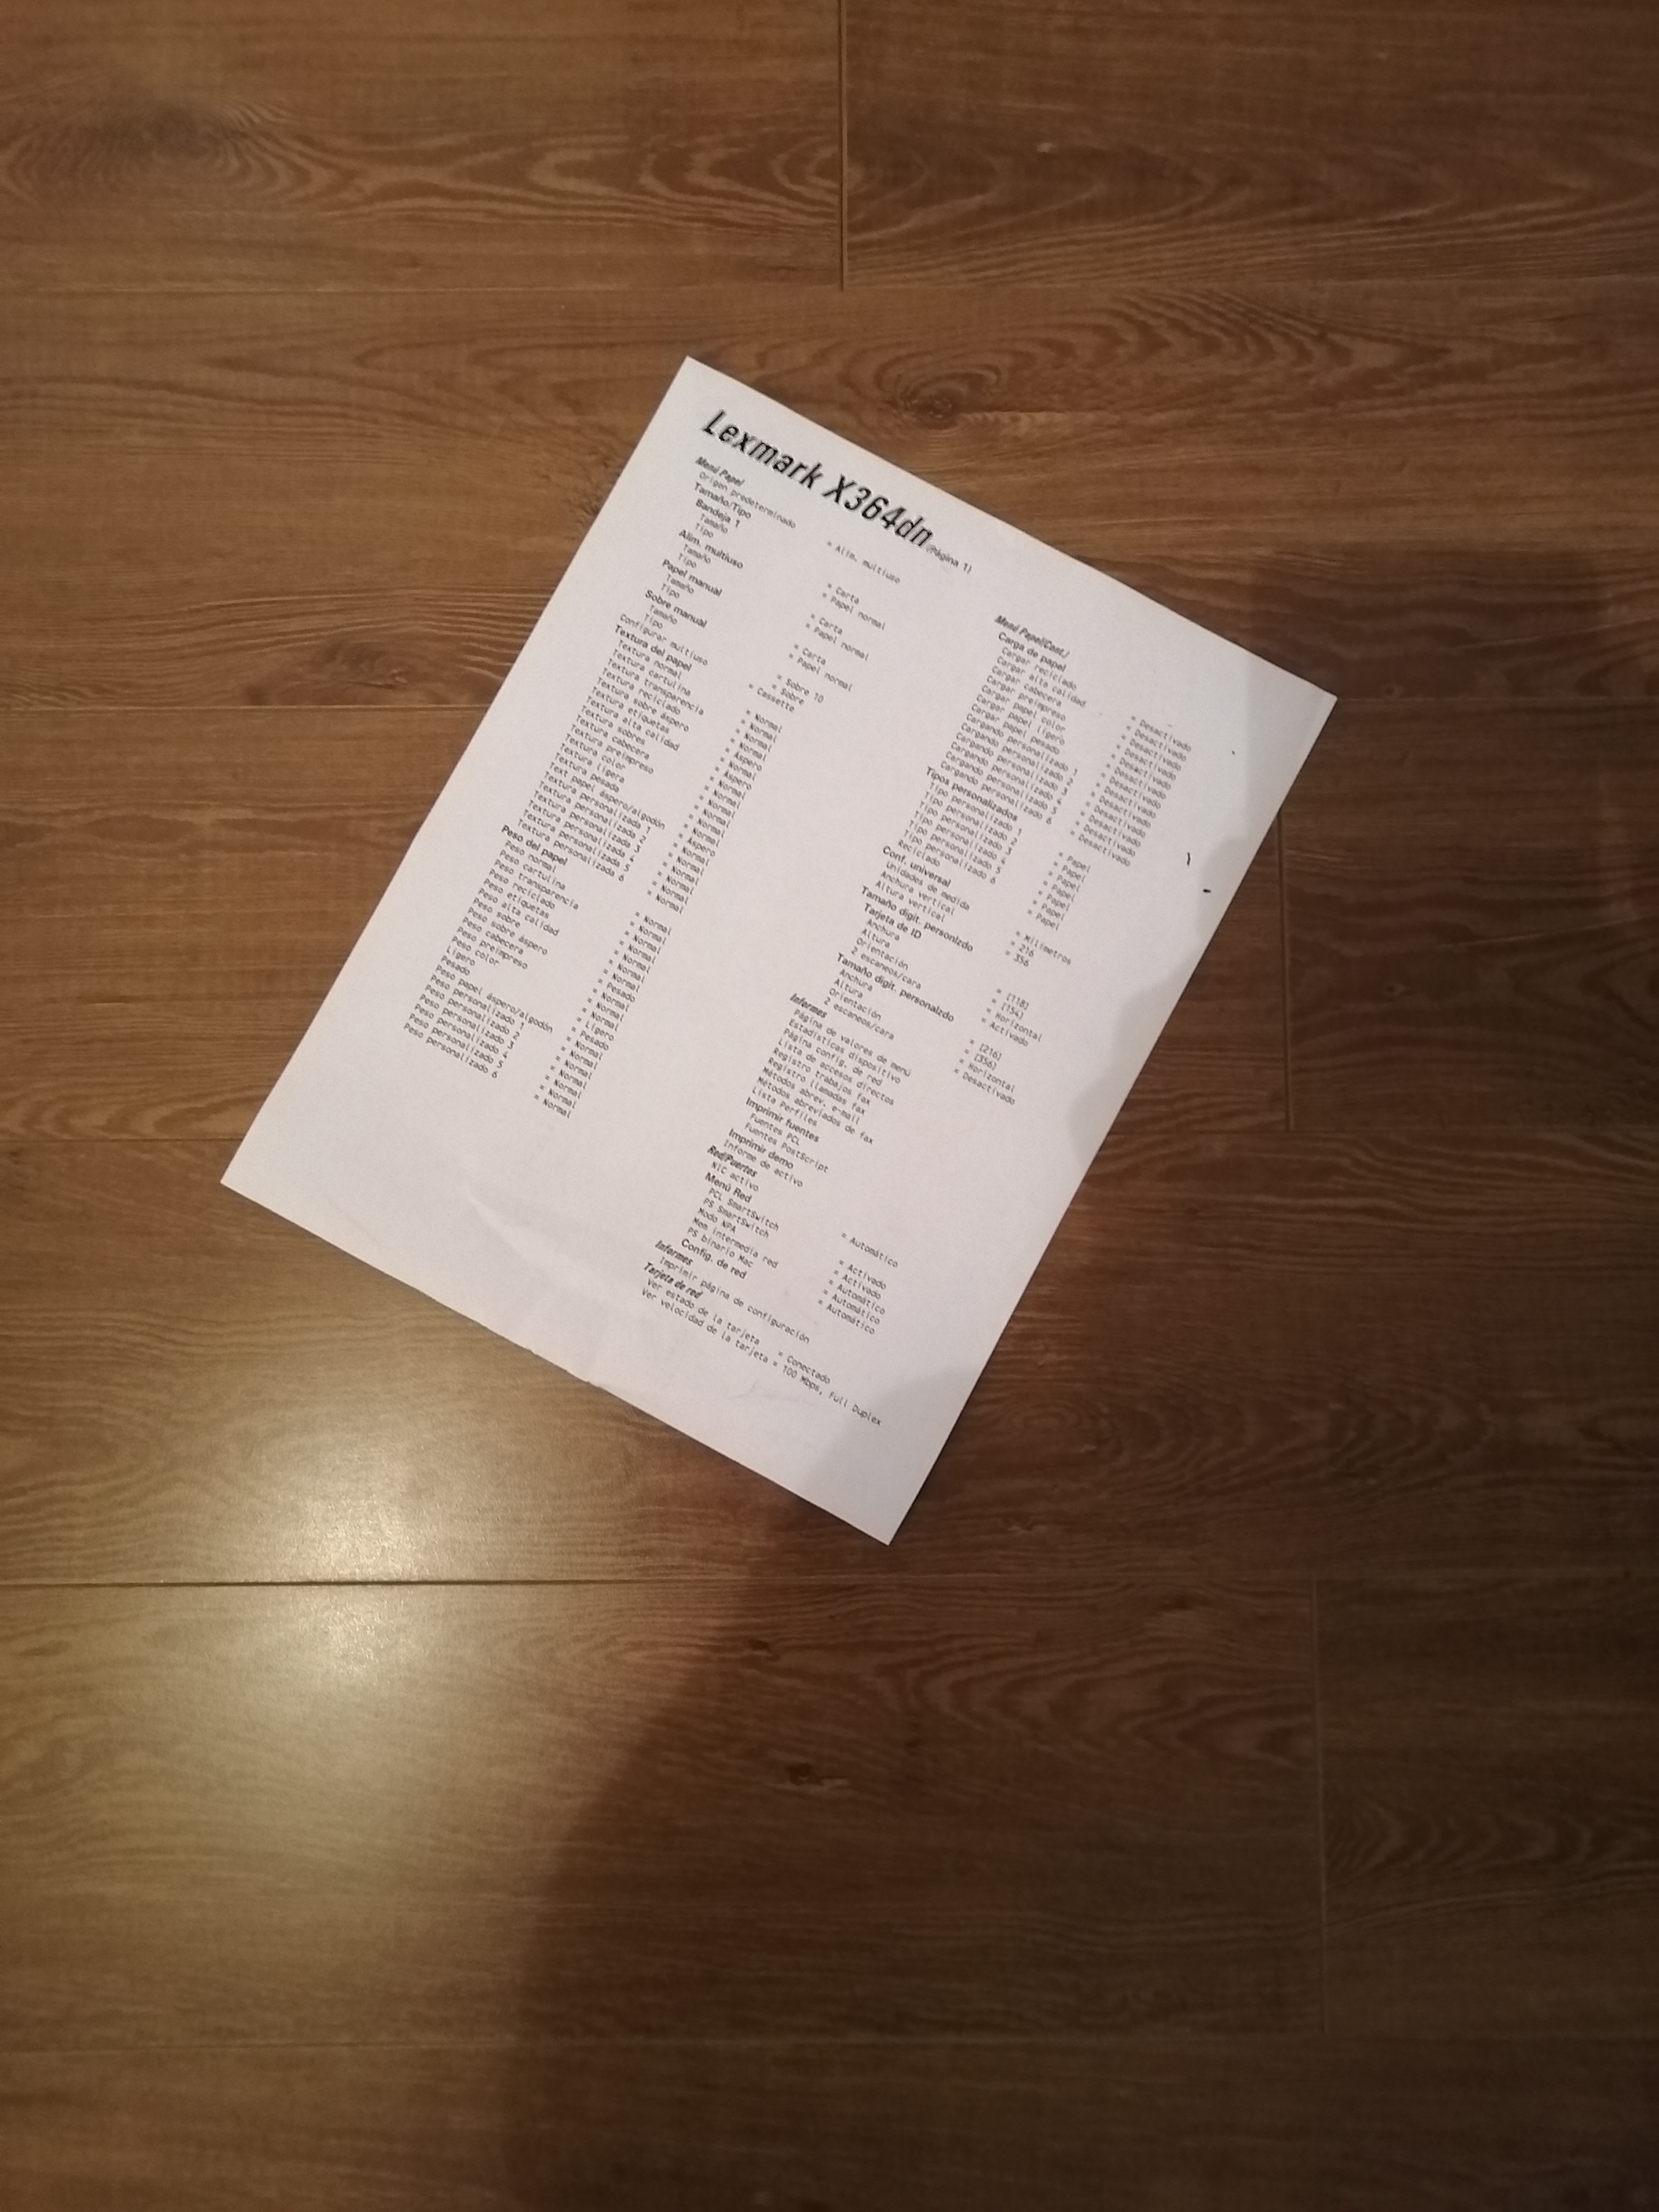 Lexmark X364dn (Página 1)
Menú Papel
Origen predeterminado = Alim. multiuso
Tamaño/Tipo
Bandeja 1
Tamaño = Carta
Tipo = Papel normal
Alim. multiuso
Tamaño = Carta
Tipo = Papel normal
Papel manual
Tamaño = Carta
Tipo = Papel normal
Sobre manual
Tamaño = Sobre 10
Tipo = Sobre
Configurar multiuso = Cassette
Textura del papel
Textura normal = Normal
Textura cartulina = Normal
Textura transparencia = Normal
Textura reciclado = Normal
Textura sobre áspero = Áspero
Textura etiquetas = Normal
Textura alta calidad = Áspero
Textura sobres = Normal
Textura cabecera = Normal
Textura preimpreso = Normal
Textura color = Normal
Textura ligera = Normal
Textura pesada = Normal
Text papel áspero/algodón = Áspero
Textura personalizada 1 = Normal
Textura personalizada 2 = Normal
Textura personalizada 3 = Normal
Textura personalizada 4 = Normal
Textura personalizada 5 = Normal
Textura personalizada 6 = Normal
Peso del papel
Peso normal = Normal
Peso cartulina = Normal
Peso transparencia = Normal
Peso reciclado = Normal
Peso etiquetas = Normal
Peso alta calidad = Normal
Peso sobre = Normal
Peso sobre áspero = Pesado
Peso cabecera = Normal
Peso preimpreso = Normal
Peso color = Normal
Ligero = Ligero
Pesado = Pesado
Peso papel áspero/algodón = Normal
Peso personalizado 1 = Normal
Peso personalizado 2 = Normal
Peso personalizado 3 = Normal
Peso personalizado 4 = Normal
Peso personalizado 5 = Normal
Peso personalizado 6 = Normal
Menú Papel(Cont.)
Carga de papel
Cargar reciclado = Desactivado
Cargar alta calidad = Desactivado
Cargar cabecera = Desactivado
Cargar preimpreso = Desactivado
Cargar papel color = Desactivado
Cargar papel ligero = Desactivado
Cargar papel pesado = Desactivado
Cargando personalizado 1 = Desactivado
Cargando personalizado 2 = Desactivado
Cargando personalizado 3 = Desactivado
Cargando personalizado 4 = Desactivado
Cargando personalizado 5 = Desactivado
Cargando personalizado 6 = Desactivado
Tipos personalizados
Tipo personalizado 1 = Papel
Tipo personalizado 2 = Papel
Tipo personalizado 3 = Papel
Tipo personalizado 4 = Papel
Tipo personalizado 5 = Papel
Tipo personalizado 6 = Papel
Reciclado = Papel
Conf. universal
Unidades de medida = Milímetros
Anchura vertical = 216
Altura vertical = 356
Tamaño digit. personlzdo
Tarjeta de ID
Anchura = [118]
Altura = [154]
Orientación = Horizontal
2 escaneos/cara = Activado
Tamaño digit. personalzdo
Anchura = [216]
Altura = [356]
Orientación = Horizontal
2 escaneos/cara = Desactivado
Informes
Página de valores de menú
Estadísticas dispositivo
Página config. de red
Lista de accesos directos
Registro trabajos fax
Registro llamadas fax
Métodos abrev. e-mail
Métodos abreviados de fax
Lista Perfiles
Imprimir fuentes
Fuentes PCL
Fuentes PostScript
Imprimir demo
Informe de activo
Red/Puertos
NIC activo = Automático
Menú Red
PCL SmartSwitch = Activado
PS SmartSwitch = Activado
Modo NPA = Automático
Mem intermedia red = Automático
PS binario Mac = Automático
Config. de red
Informes
Imprimir página de configuración
Tarjeta de red
Ver estado de la tarjeta = Conectado
Ver velocidad de la tarjeta = 100 Mbps, Full Duplex